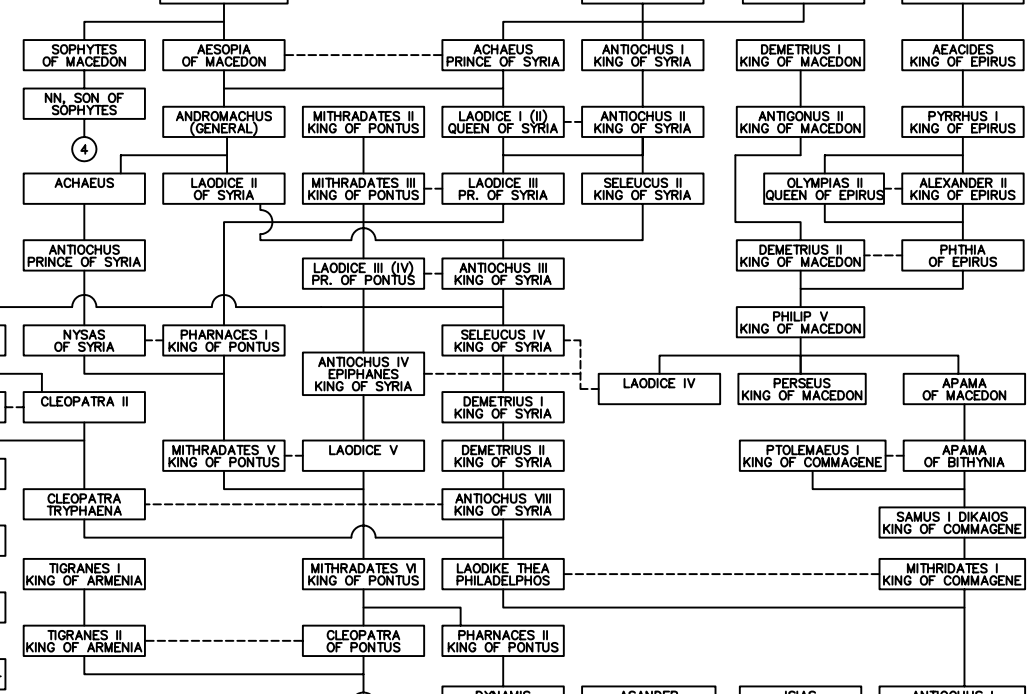 SOPHYTES
OF MACEDON
AESOPIA
OF MACEDON
ACHAEUS
PRINCE OF SYRIA
ANTIOCHUS I
KING OF SYRIA
DEMETRIUS I
KING OF MACEDON
AEACIDES
KING OF EPIRUS
NN, SON OF
SOPHYTES
ANDROMACHUS
(GENERAL)
MITHRADATES II
KING OF PONTUS
LAODICE I (II)
QUEEN OF SYRIA
ANTIOCHUS II
KING OF SYRIA
ANTIGONUS II
KING OF MACEDON
PYRRHUS I
KING OF EPIRUS
4
ACHAEUS
LAODICE II
OF SYRIA
MITHRADATES III
KING OF PONTUS
LAODICE III
PR. OF SYRIA
SELEUCUS II
KING OF SYRIA
OLYMPIAS II
QUEEN OF EPIRUS
ALEXANDER II
KING OF EPIRUS
ANTIOCHUS
PRINCE OF SYRIA
LAODICE III (IV)
PR. OF PONTUS
ANTIOCHUS III
KING OF SYRIA
DEMETRIUS II
KING OF MACEDON
PHTHIA
OF EPIRUS
NYSAS
OF SYRIA
PHARNACES I
KING OF PONTUS
SELEUCUS IV
KING OF SYRIA
PHILIP V
KING OF MACEDON
ANTIOCHUS IV
EPIPHANES
KING OF SYRIA
LAODICE IV
PERSEUS
KING OF MACEDON
APAMA
OF MACEDON
CLEOPATRA II
DEMETRIUS I
KING OF SYRIA
MITHRADATES V
KING OF PONTUS
LAODICE V
DEMETRIUS II
KING OF SYRIA
PTOLEMAEUS I
KING OF COMMAGENE
APAMA
OF BITHYNIA
CLEOPATRA
TRYPHAENA
ANTIOCHUS VIII
KING OF SYRIA
SAMUS I DIKAIOS
KING OF COMMAGENE
TIGRANES I
KING OF ARMENIA
MITHRADATES VI
KING OF PONTUS
LAODIKE THEA
PHILADELPHOS
MITHRIDATES I
KING OF COMMAGENE
TIGRANES II
KING OF ARMENIA
CLEOPATRA
OF PONTUS
PHARNACES II
KING OF PONTUS
DYNAMIS
ASANDER
ANTIOCHUS I